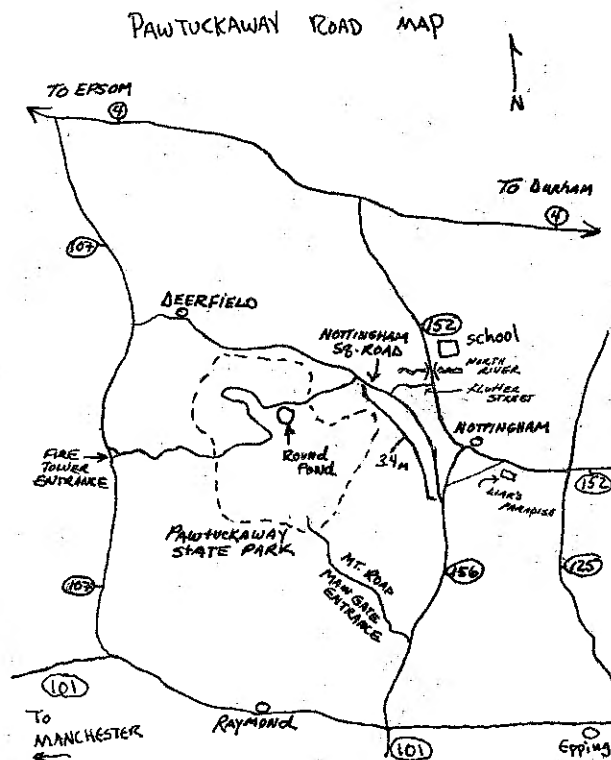 PAWTUCKAWAY ROAD MAP
N
TO EPSOM
4
TO DURHAM
4
107
DEERFIELD
152
school
NOTTINGHAM
SQ. ROAD
NORTH
RIVER
FLUTTER
STREET
NOTTINGHAM
FIRE
TOWER
ENTRANCE
ROUND
POND
3.4 M
152
LIAR'S
PARADISE
PAWTUCKAWAY
STATE PARK
MT. ROAD
MAIN GATE
ENTRANCE
156
125
107
101
RAYMOND
TO
MANCHESTER
101
Epping